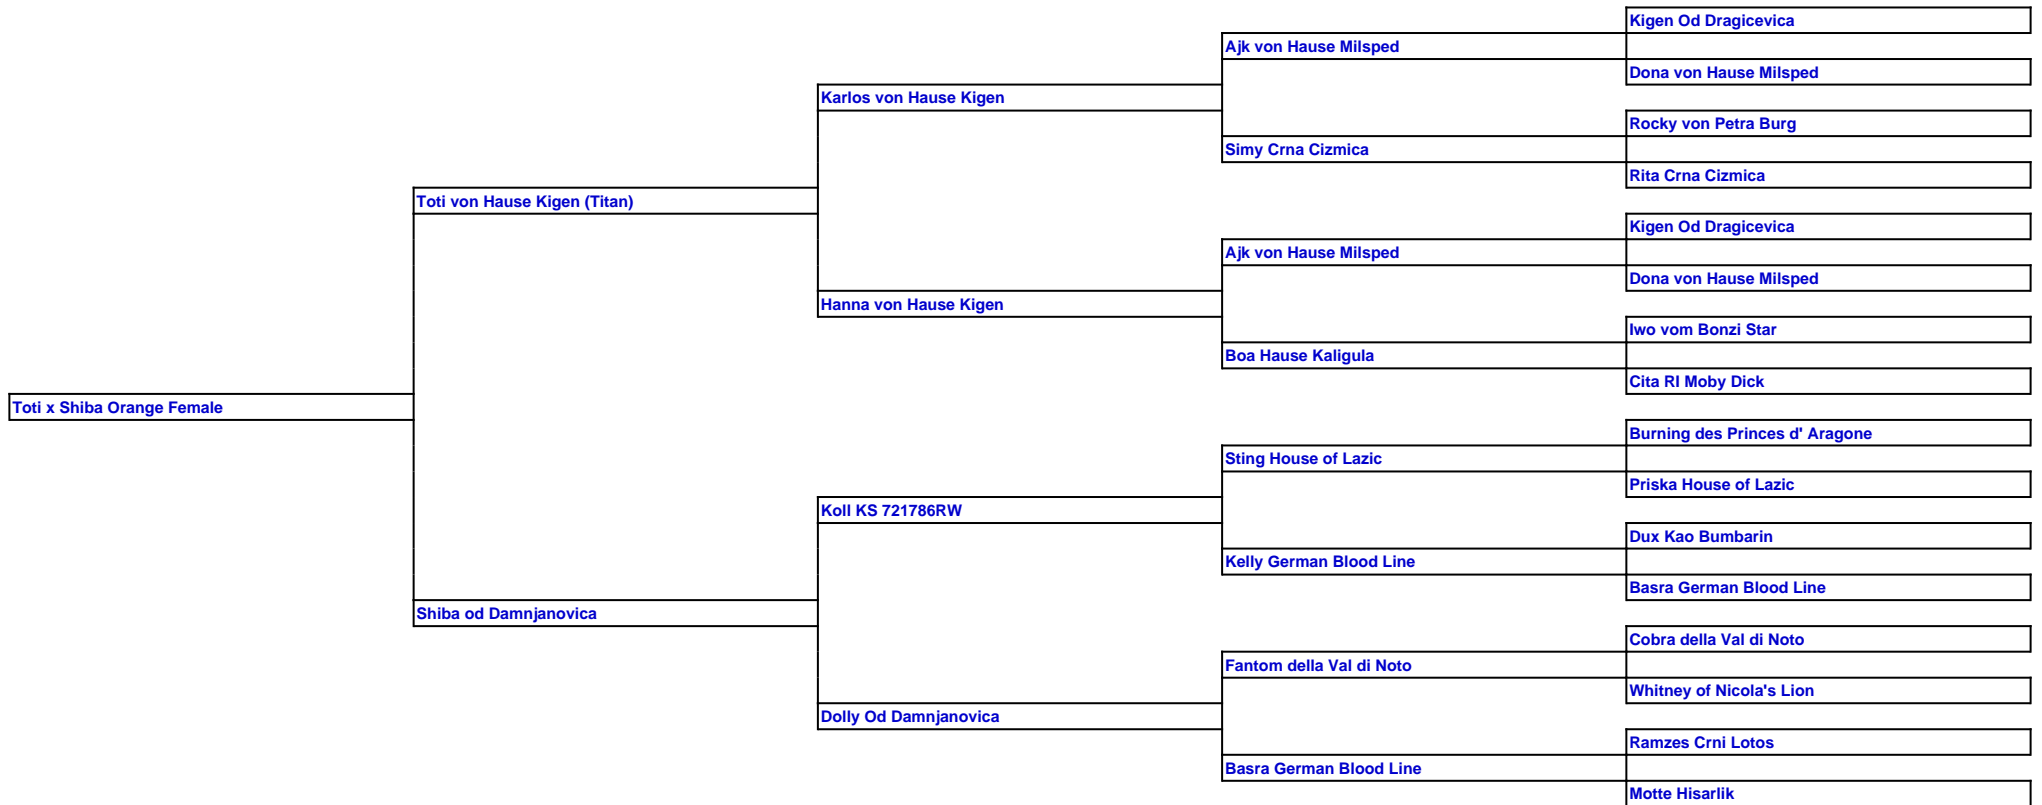 Kigen Od Dragicevica
Ajk von Hause Milsped
Dona von Hause Milsped
Karlos von Hause Kigen
Rocky von Petra Burg
Simy Crna Cizmica
Rita Crna Cizmica
Toti von Hause Kigen (Titan)
Kigen Od Dragicevica
Ajk von Hause Milsped
Dona von Hause Milsped
Hanna von Hause Kigen
Iwo vom Bonzi Star
Boa Hause Kaligula
Cita RI Moby Dick
Toti x Shiba Orange Female
Burning des Princes d' Aragone
Sting House of Lazic
Priska House of Lazic
Koll KS 721786RW
Dux Kao Bumbarin
Kelly German Blood Line
Basra German Blood Line
Shiba od Damnjanovica
Cobra della Val di Noto
Fantom della Val di Noto
Whitney of Nicola's Lion
Dolly Od Damnjanovica
Ramzes Crni Lotos
Basra German Blood Line
Motte Hisarlik